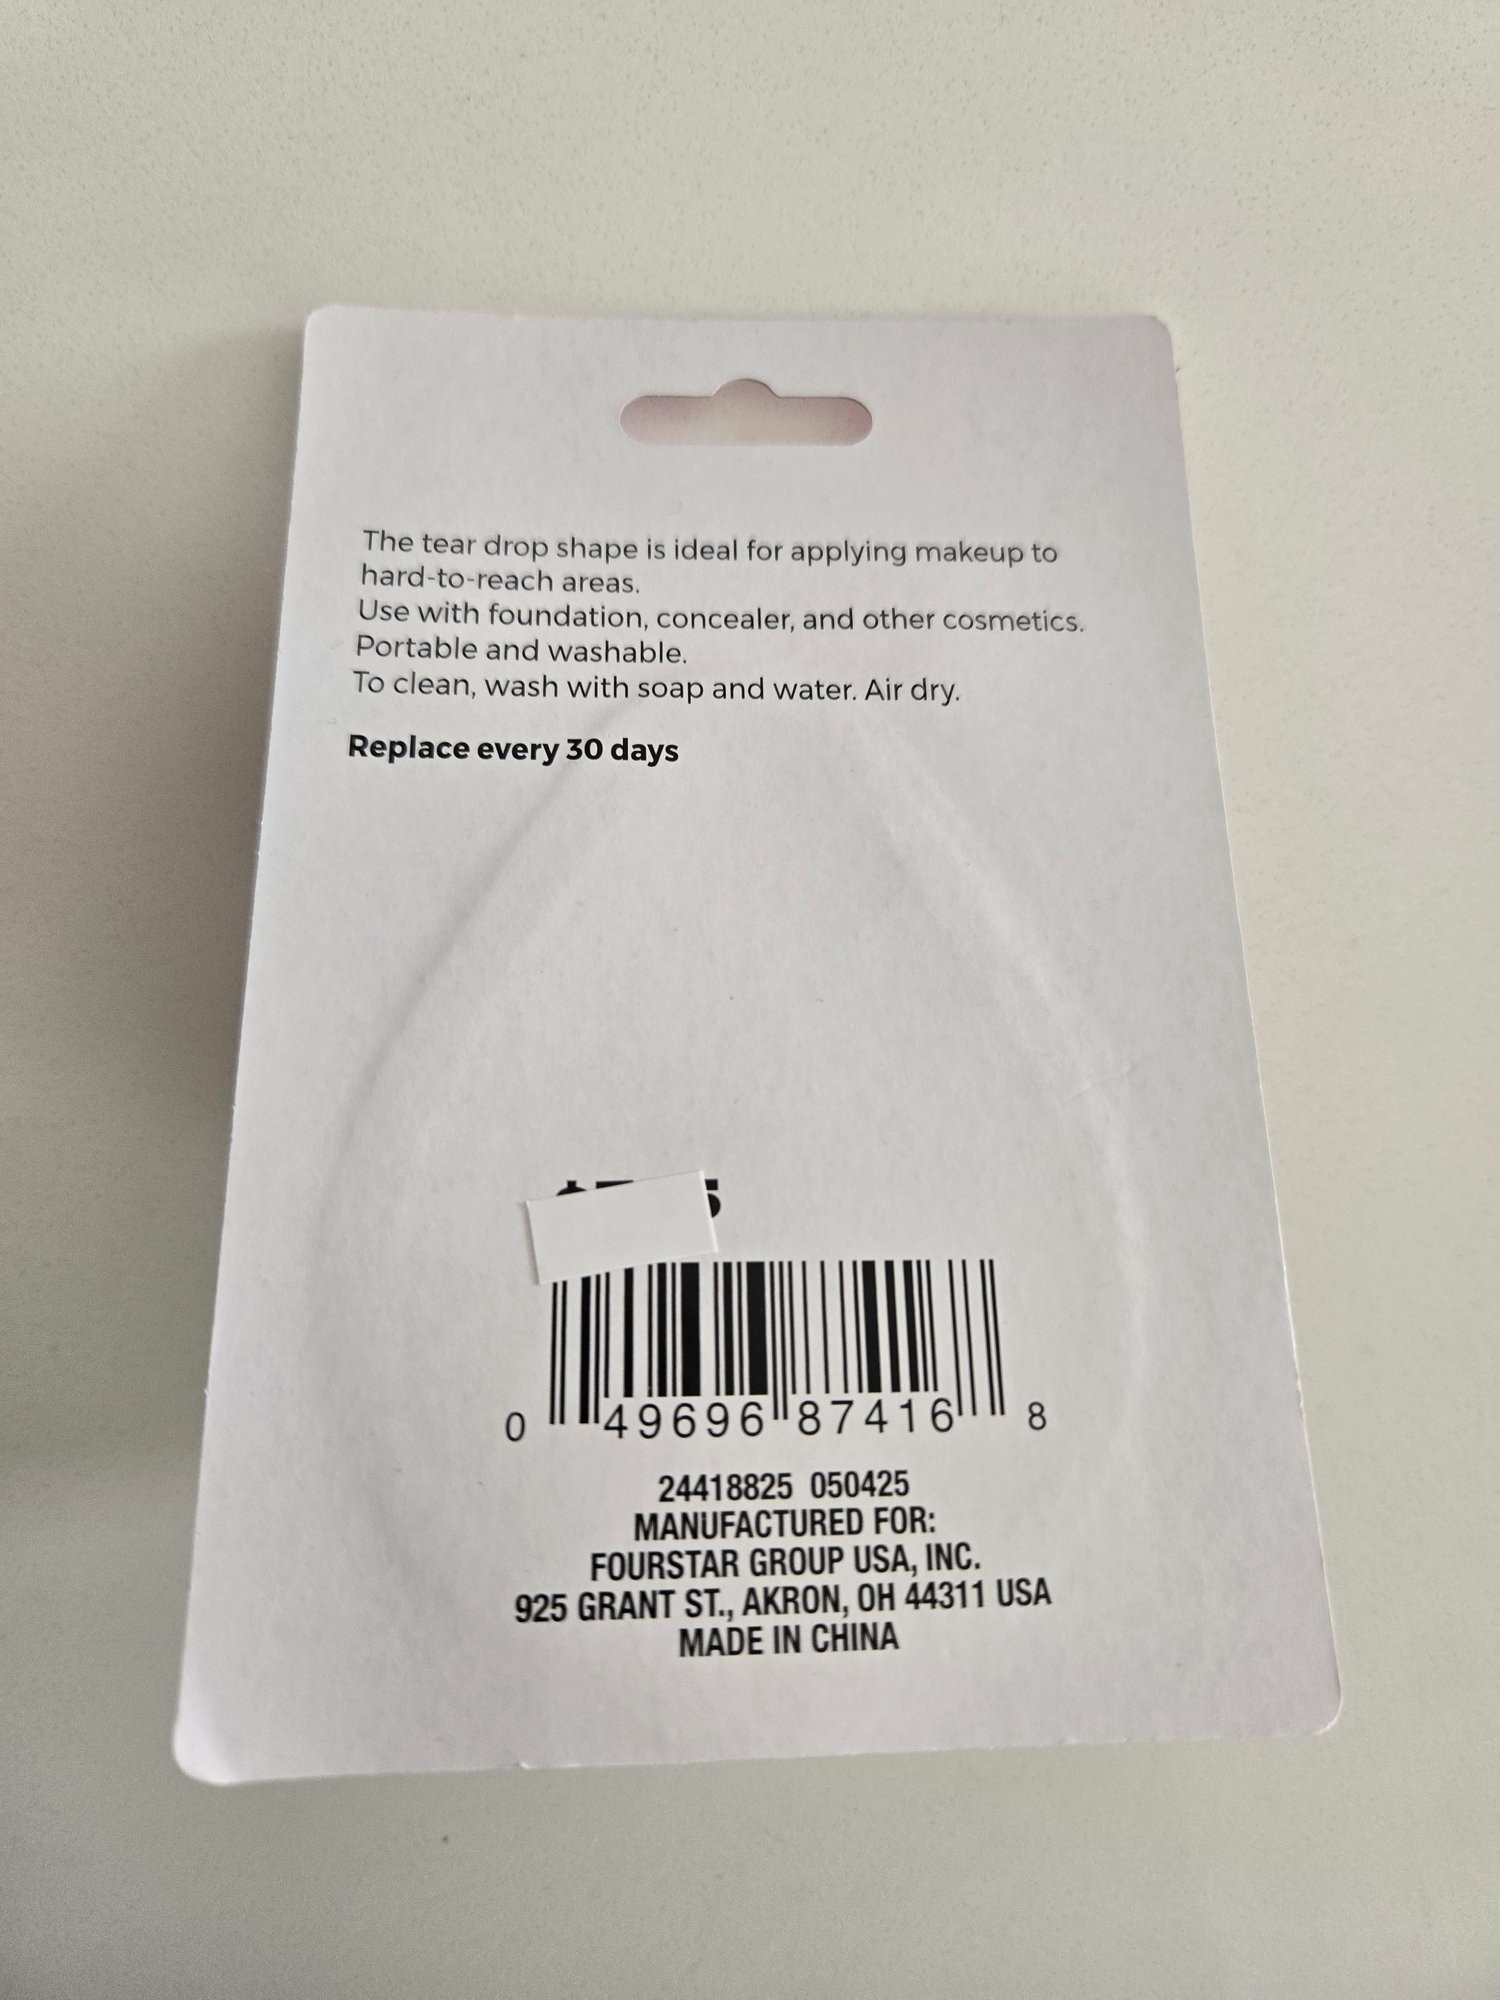 The tear drop shape is ideal for applying makeup to
hard-to-reach areas.
Use with foundation, concealer, and other cosmetics.
Portable and washable.
To clean, wash with soap and water. Air dry.
Replace every 30 days
0 49696 87416 8
24418825 050425
MANUFACTURED FOR:
FOURSTAR GROUP USA, INC.
925 GRANT ST., AKRON, OH 44311 USA
MADE IN CHINA